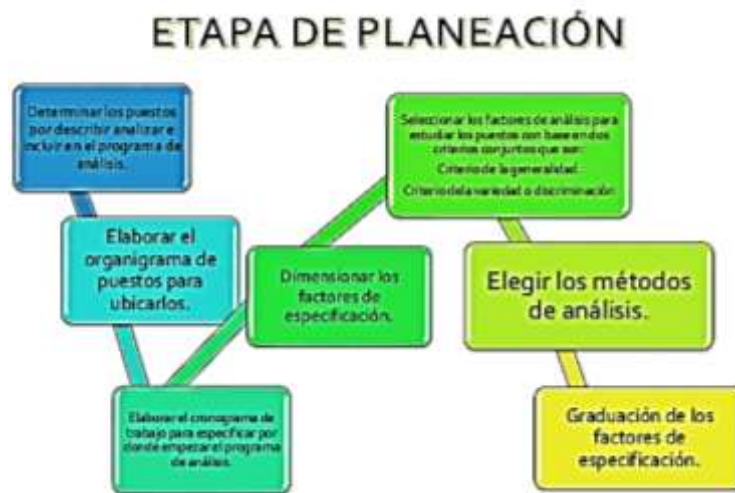 ETAPA DE PLANEACIÓN
Determinar los puestos
por describir analizar e
incluir en el programa de
análisis.
Elaborar el
organigrama de
puestos para
ubicarlos.
Elaborar el cronograma de
trabajo para especificar por
donde empezar el programa
de análisis.
Dimensionar los
factores de
especificación.
Seleccionar los factores de análisis para
estudiar los puestos con base en dos
criterios conjuntos que son:
Criterio de la generalidad.
Criterio dela variedad o discriminación
Elegir los métodos
de análisis.
Graduación de los
factores de
especificación.